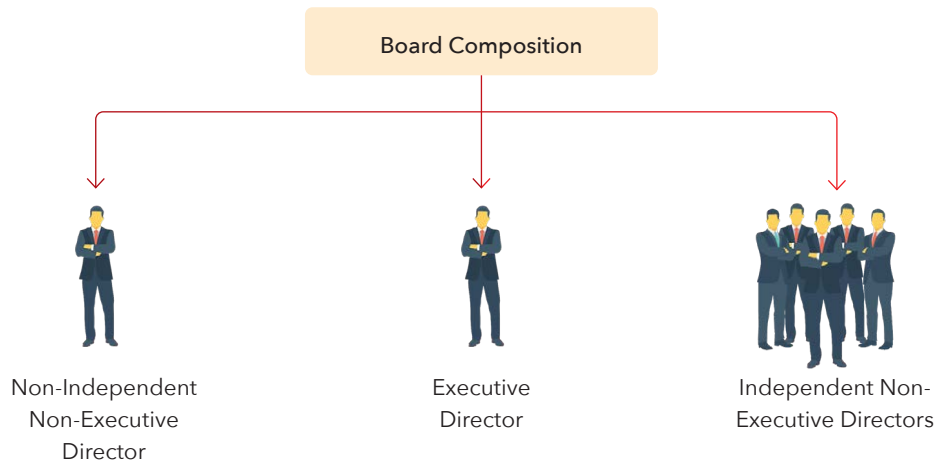 Board Composition
Non-Independent
Non-Executive
Director
Executive
Director
Independent Non-
Executive Directors